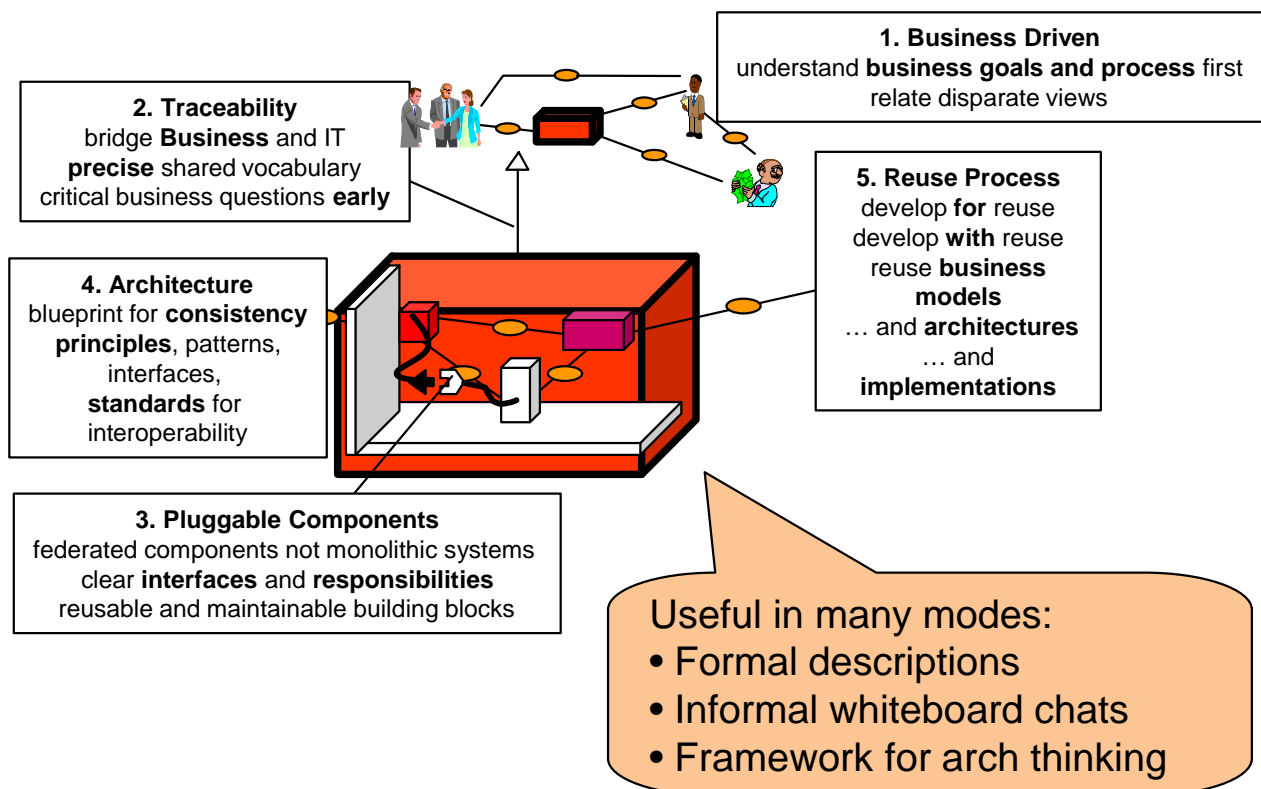 1. Business Driven
understand business goals and process first
relate disparate views
2. Traceability
bridge Business and IT
precise shared vocabulary
critical business questions early
5. Reuse Process
develop for reuse
develop with reuse
reuse business
models
… and architectures
… and
implementations
4. Architecture
blueprint for consistency
principles, patterns,
interfaces,
standards for
interoperability
3. Pluggable Components
federated components not monolithic systems
clear interfaces and responsibilities
reusable and maintainable building blocks
Useful in many modes:
• Formal descriptions
• Informal whiteboard chats
• Framework for arch thinking